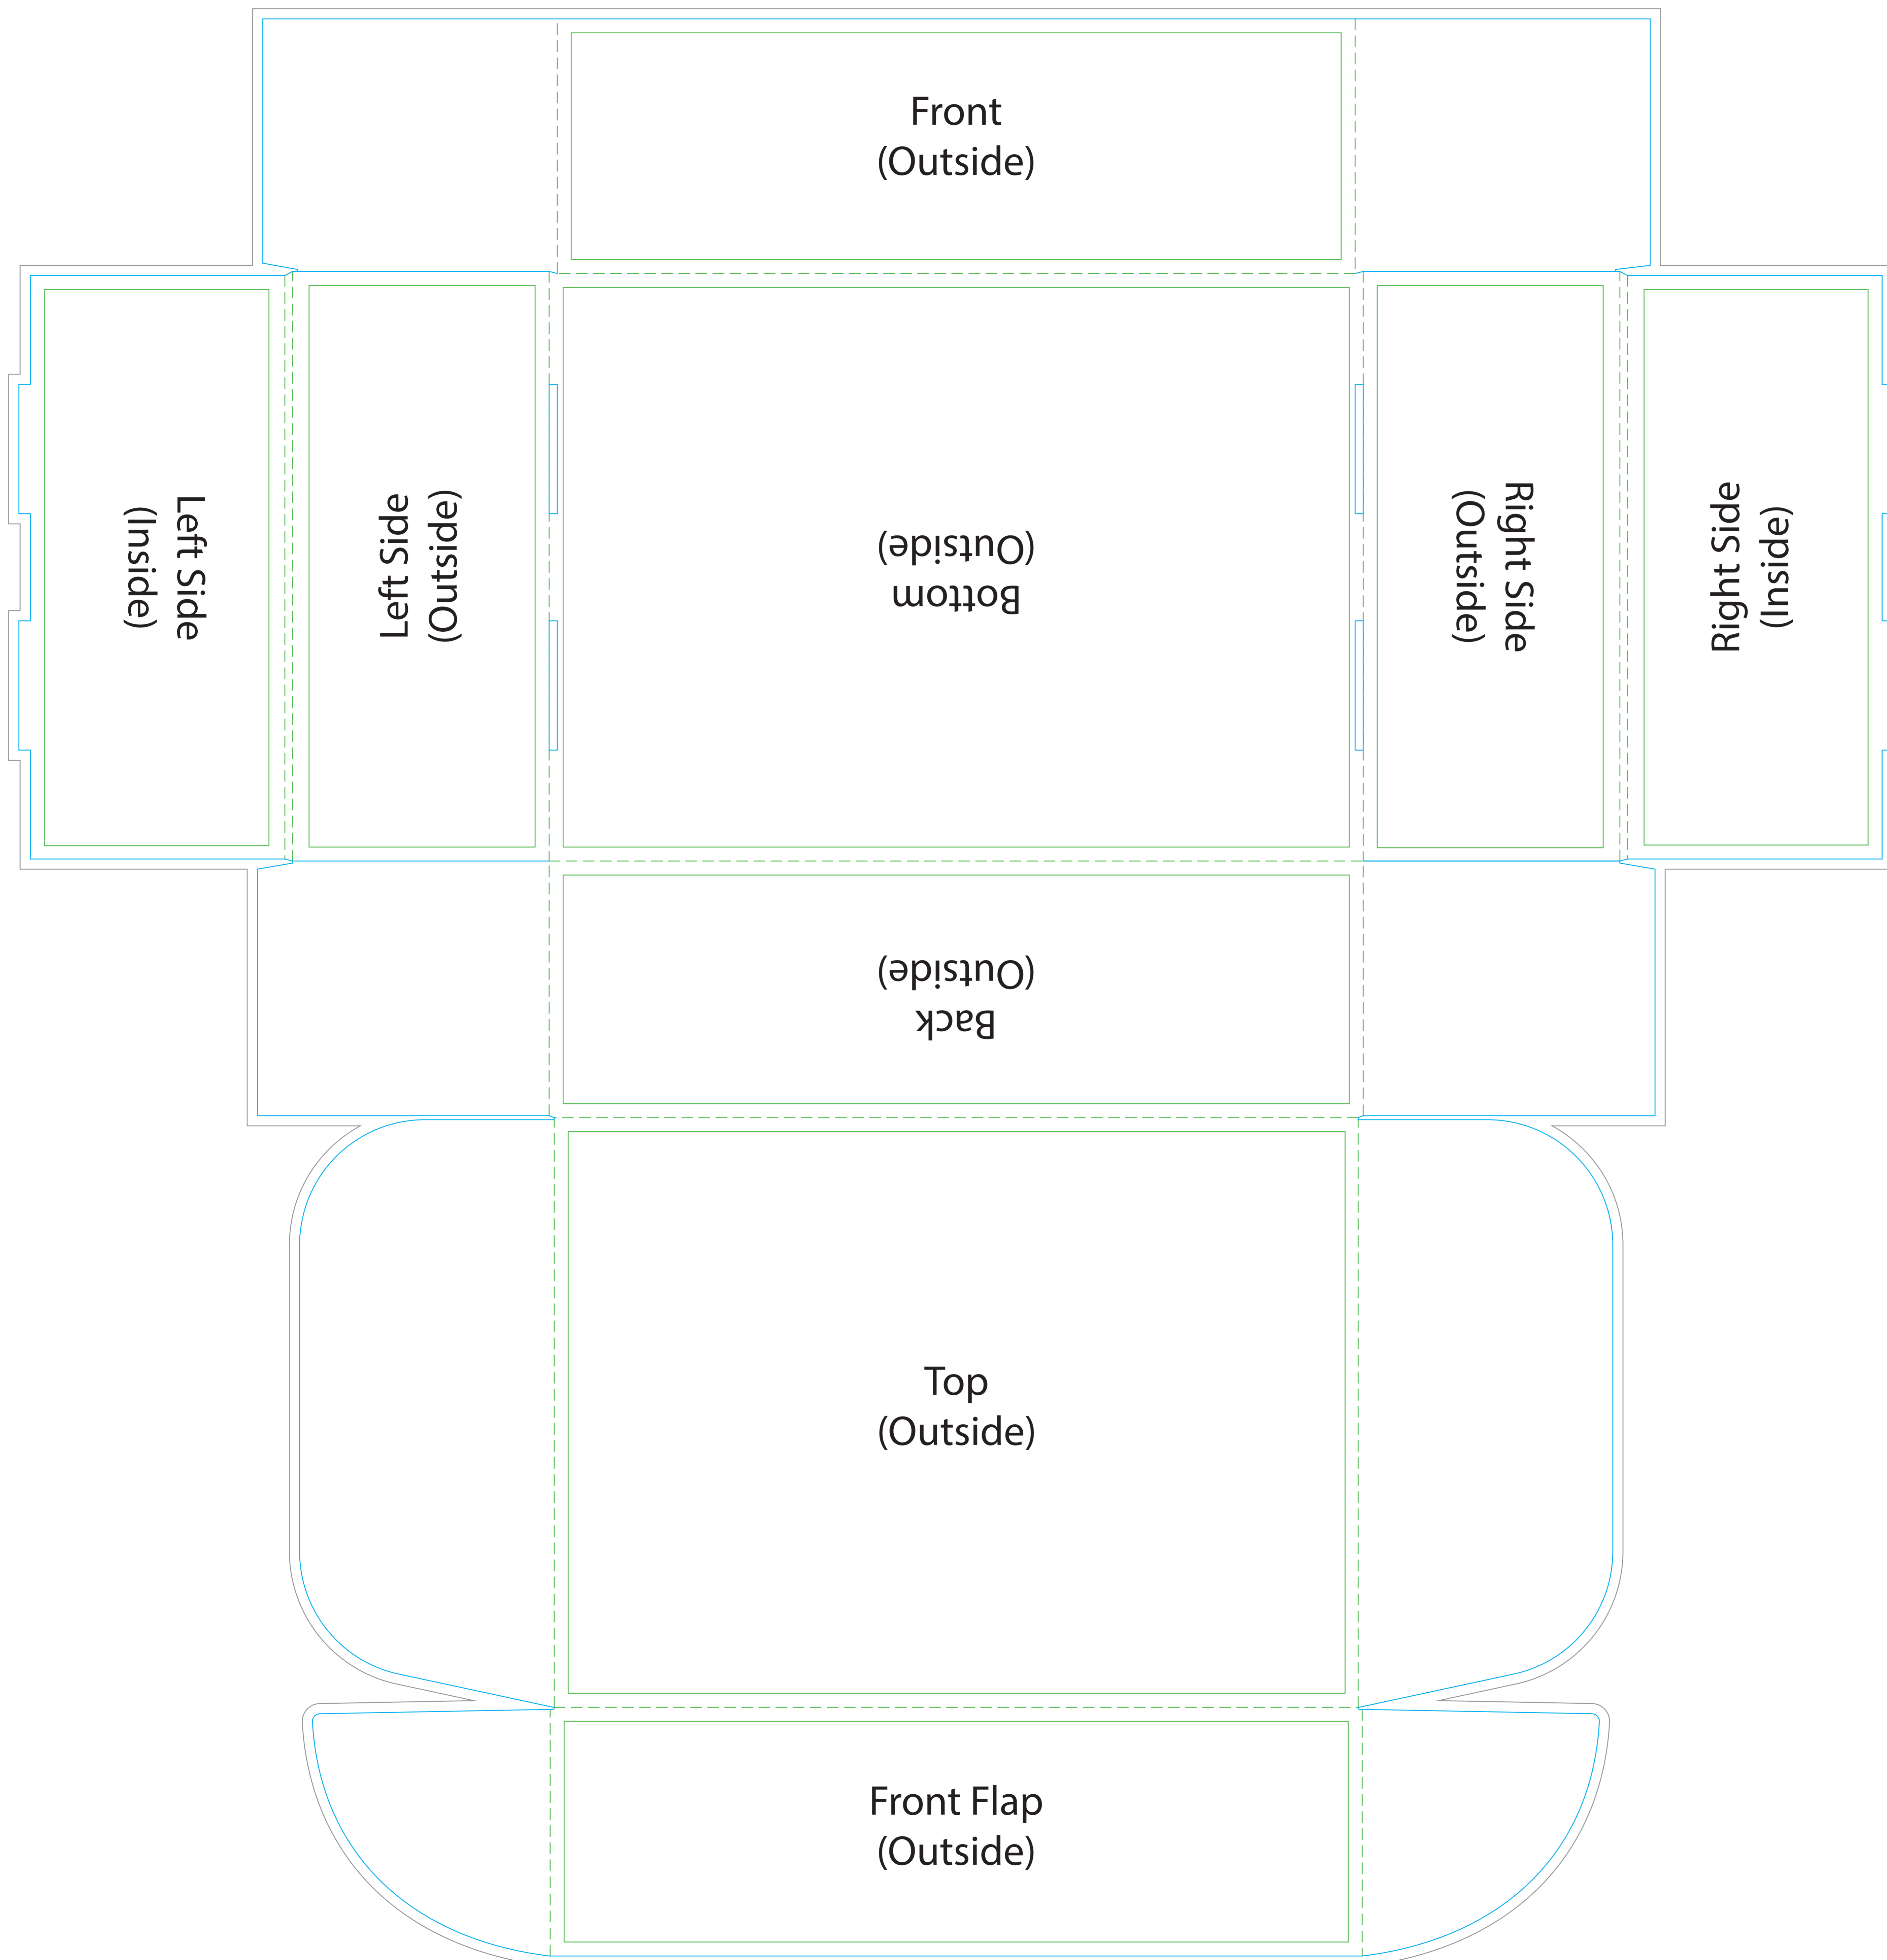 Front
(Outside)
Left Side
(Inside)
Left Side
(Outside)
Bottom
(Outside)
Right Side
(Outside)
Right Side
(Inside)
Back
(Outside)
Top
(Outside)
Front Flap
(Outside)